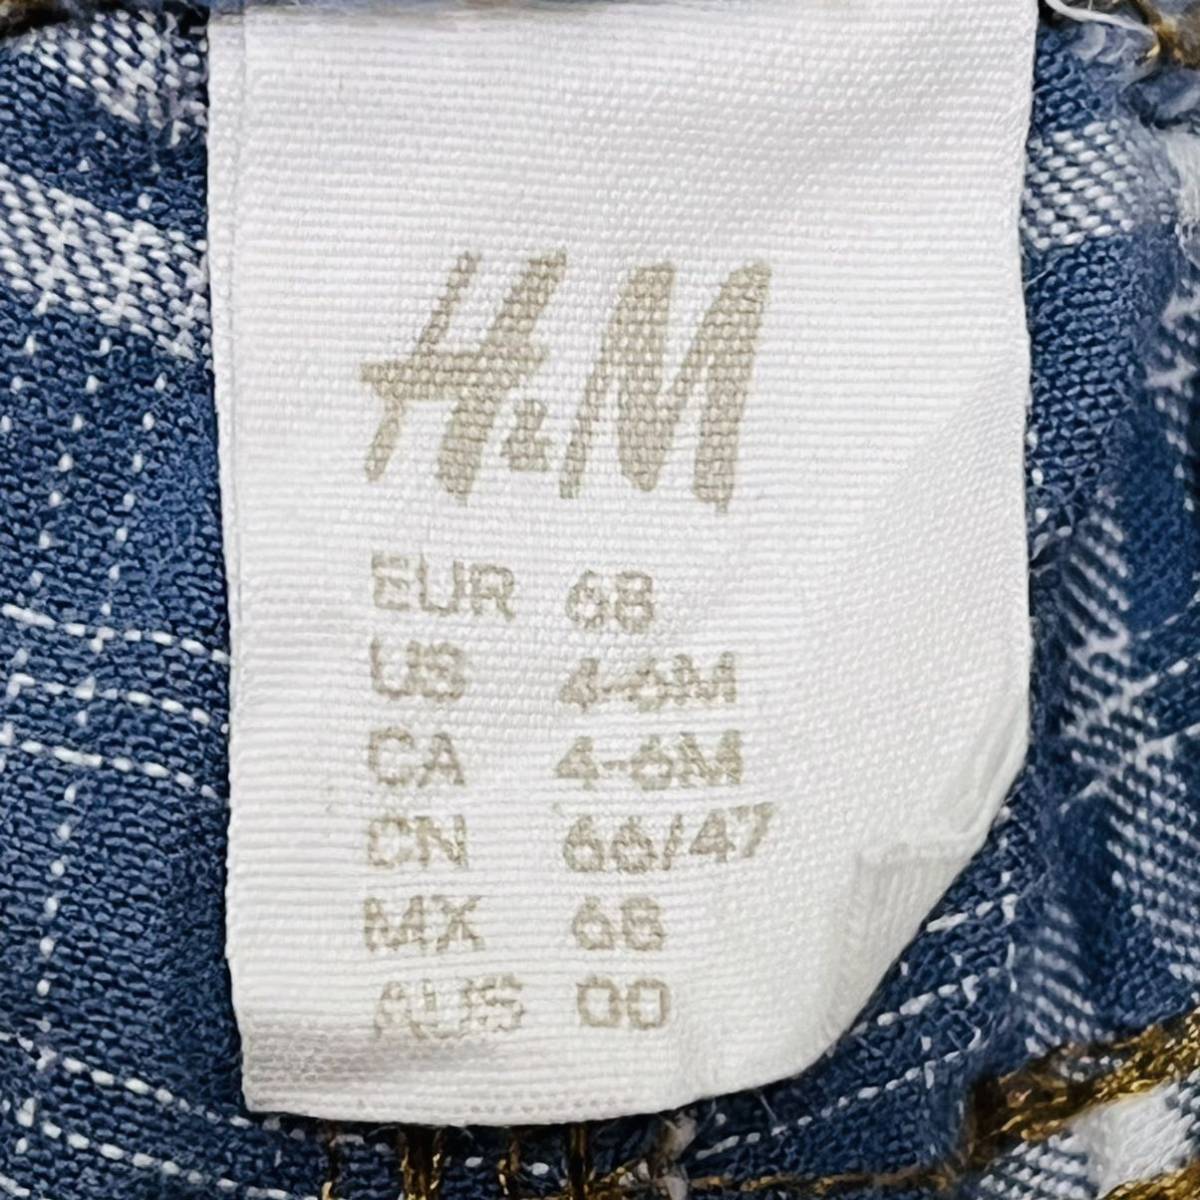 H&M
EUR 68
US 4-6M
CA 4-6M
CN 66/47
MX 68
AUS 00